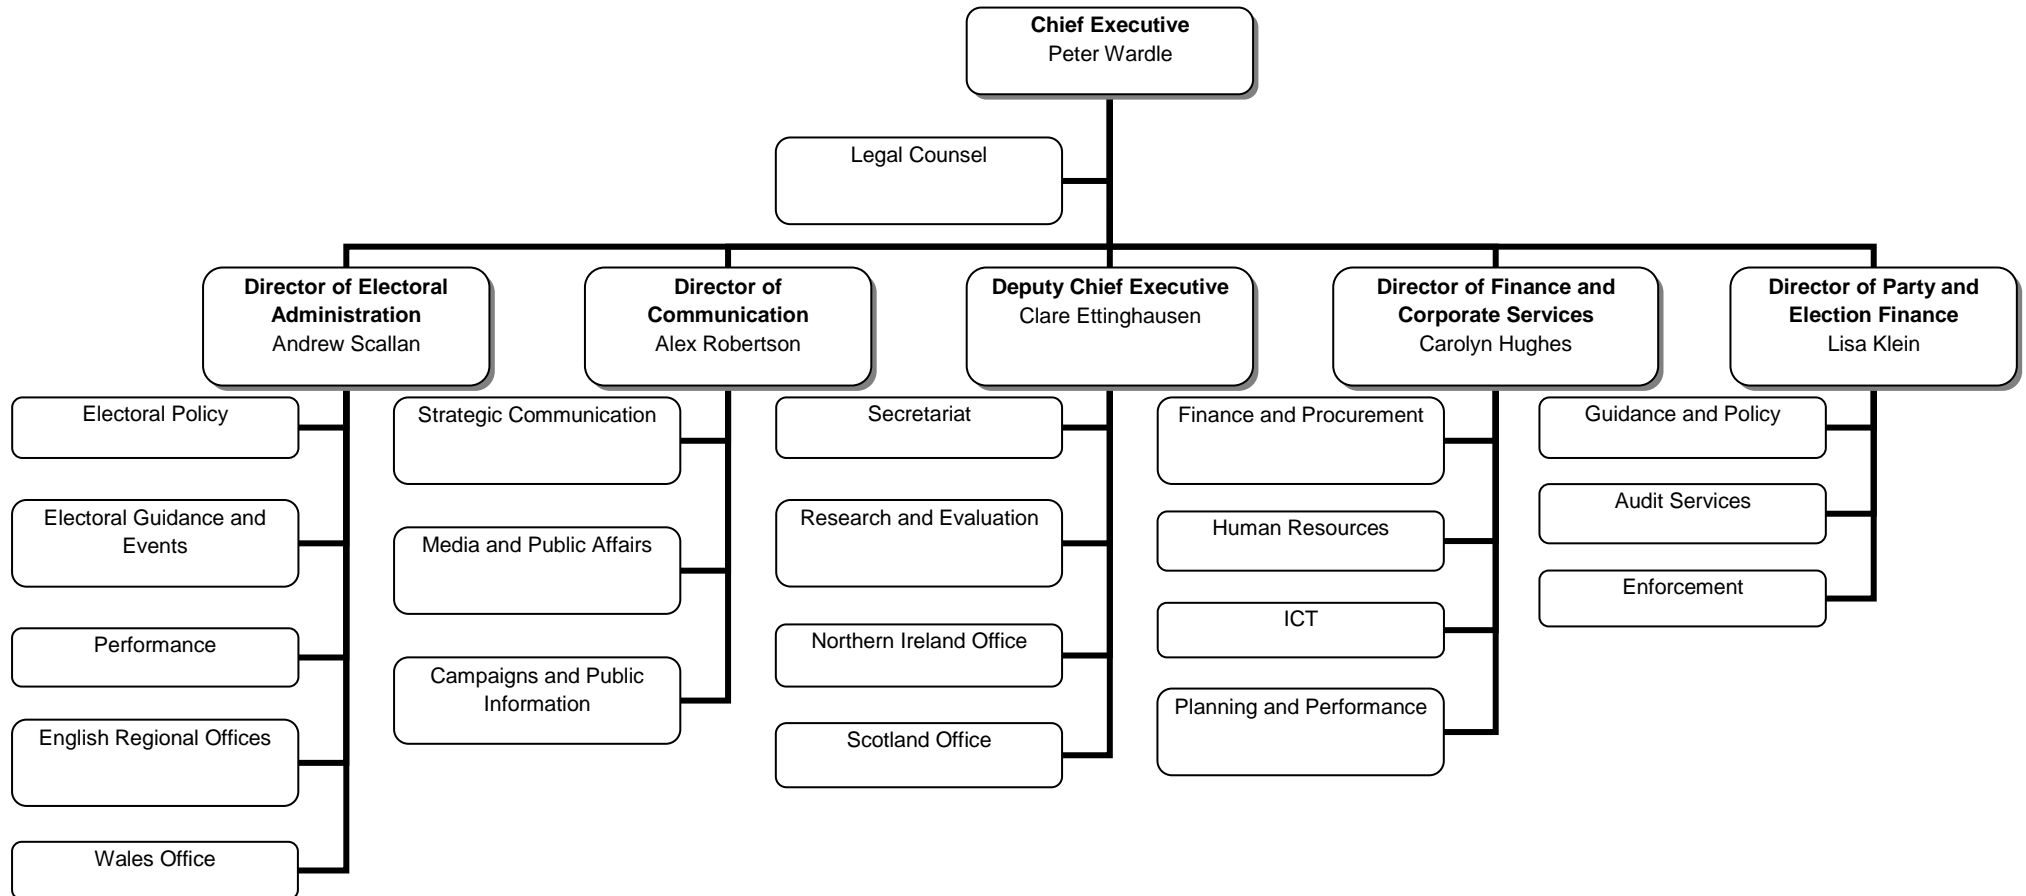 Chief Executive
Peter Wardle
Legal Counsel
Director of Electoral
Administration
Andrew Scallan
Director of
Communication
Alex Robertson
Deputy Chief Executive
Clare Ettinghausen
Director of Finance and
Corporate Services
Carolyn Hughes
Director of Party and
Election Finance
Lisa Klein
Electoral Policy
Electoral Guidance and
Events
Performance
English Regional Offices
Wales Office
Strategic Communication
Media and Public Affairs
Campaigns and Public
Information
Secretariat
Research and Evaluation
Northern Ireland Office
Scotland Office
Finance and Procurement
Human Resources
ICT
Planning and Performance
Guidance and Policy
Audit Services
Enforcement